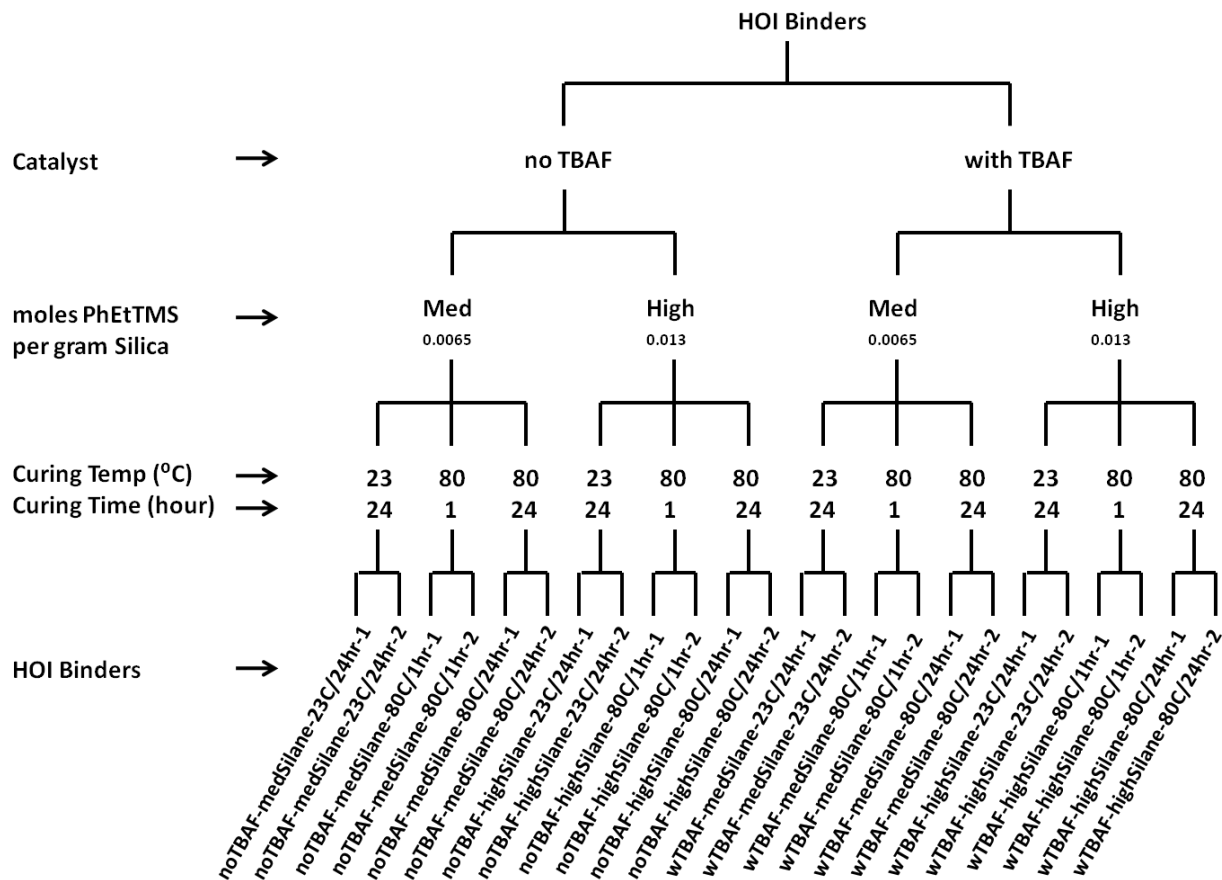 HOI Binders
Catalyst
no TBAF
with TBAF
moles PhEtTMS
per gram Silica
Med
High
Med
High
0.0065
0.013
0.0065
0.013
Curing Temp (⁰C)
23 80 80 23 80 80 23 80 80 23 80 80
Curing Time (hour)
24 1 24 24 1 24 24 1 24 24 1 24
HOI Binders
noTBAF-medSilane-23C/24hr-1
noTBAF-medSilane-23C/24hr-2
noTBAF-medSilane-80C/1hr-1
noTBAF-medSilane-80C/1hr-2
noTBAF-medSilane-80C/24hr-1
noTBAF-medSilane-80C/24hr-2
noTBAF-highSilane-23C/24hr-1
noTBAF-highSilane-23C/24hr-2
noTBAF-highSilane-80C/1hr-1
noTBAF-highSilane-80C/1hr-2
noTBAF-highSilane-80C/24hr-1
noTBAF-highSilane-80C/24hr-2
wTBAF-medSilane-23C/24hr-1
wTBAF-medSilane-23C/24hr-2
wTBAF-medSilane-80C/1hr-1
wTBAF-medSilane-80C/1hr-2
wTBAF-medSilane-80C/24hr-1
wTBAF-medSilane-80C/24hr-2
wTBAF-highSilane-23C/24hr-1
wTBAF-highSilane-23C/24hr-2
wTBAF-highSilane-80C/1hr-1
wTBAF-highSilane-80C/1hr-2
wTBAF-highSilane-80C/24hr-1
wTBAF-highSilane-80C/24hr-2